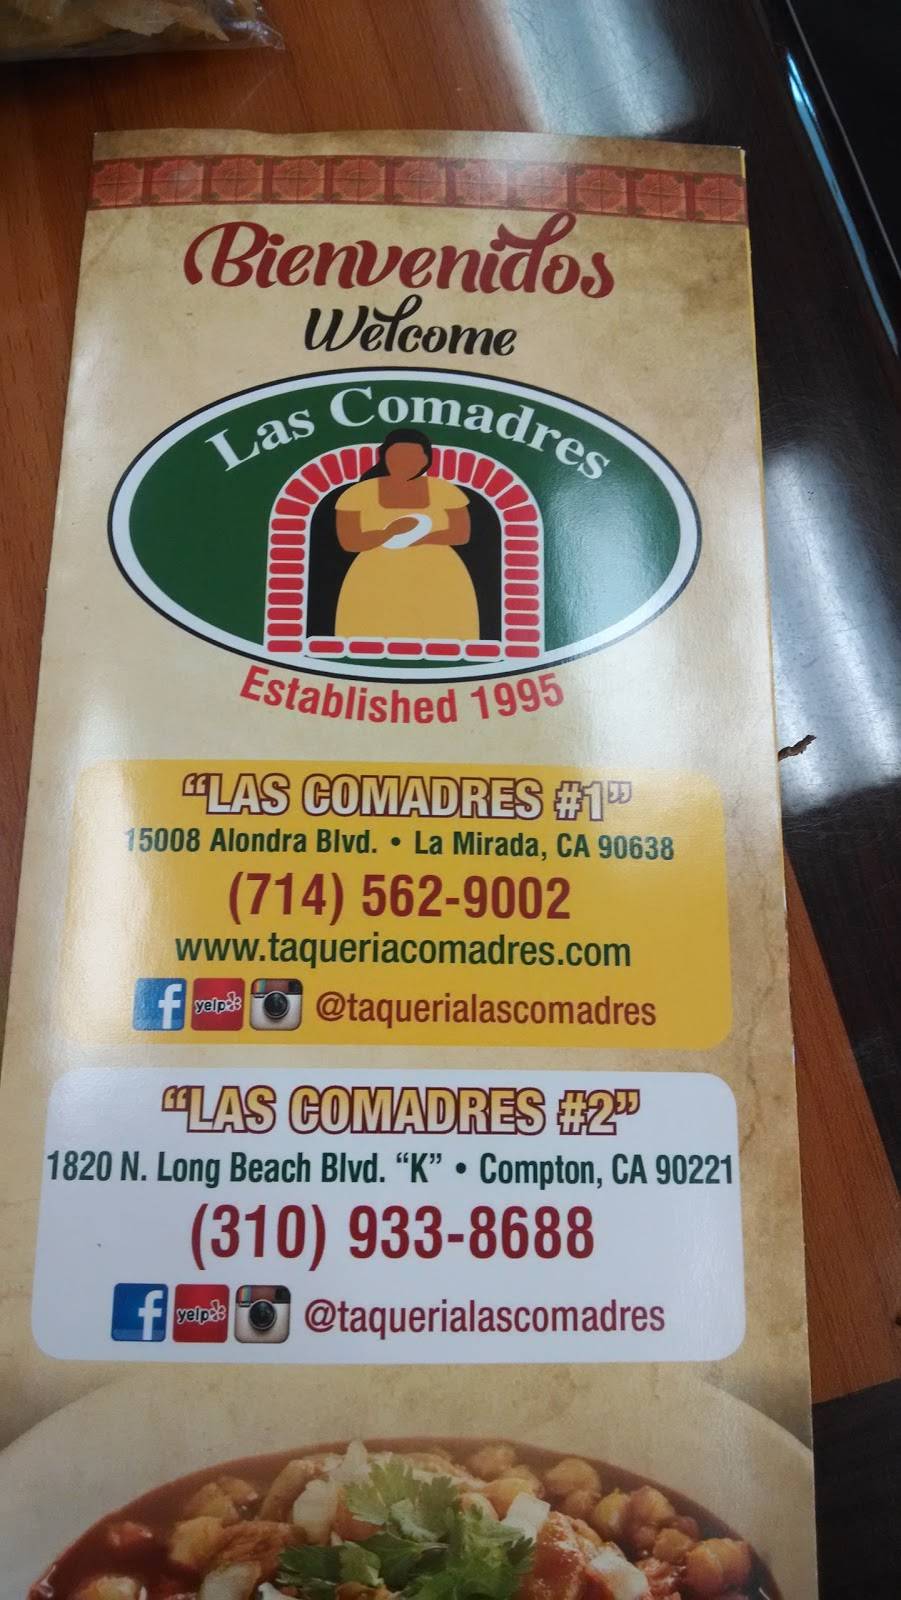 Bienvenidos
Welcome
Las Comadres
Established 1995
“LAS COMADRES #1”
15008 Alondra Blvd. • La Mirada, CA 90638
(714) 562-9002
www.taqueriacomadres.com
f yelp @taquerialascomadres
“LAS COMADRES #2”
1820 N. Long Beach Blvd. “K” • Compton, CA 90221
(310) 933-8688
f yelp @taquerialascomadres